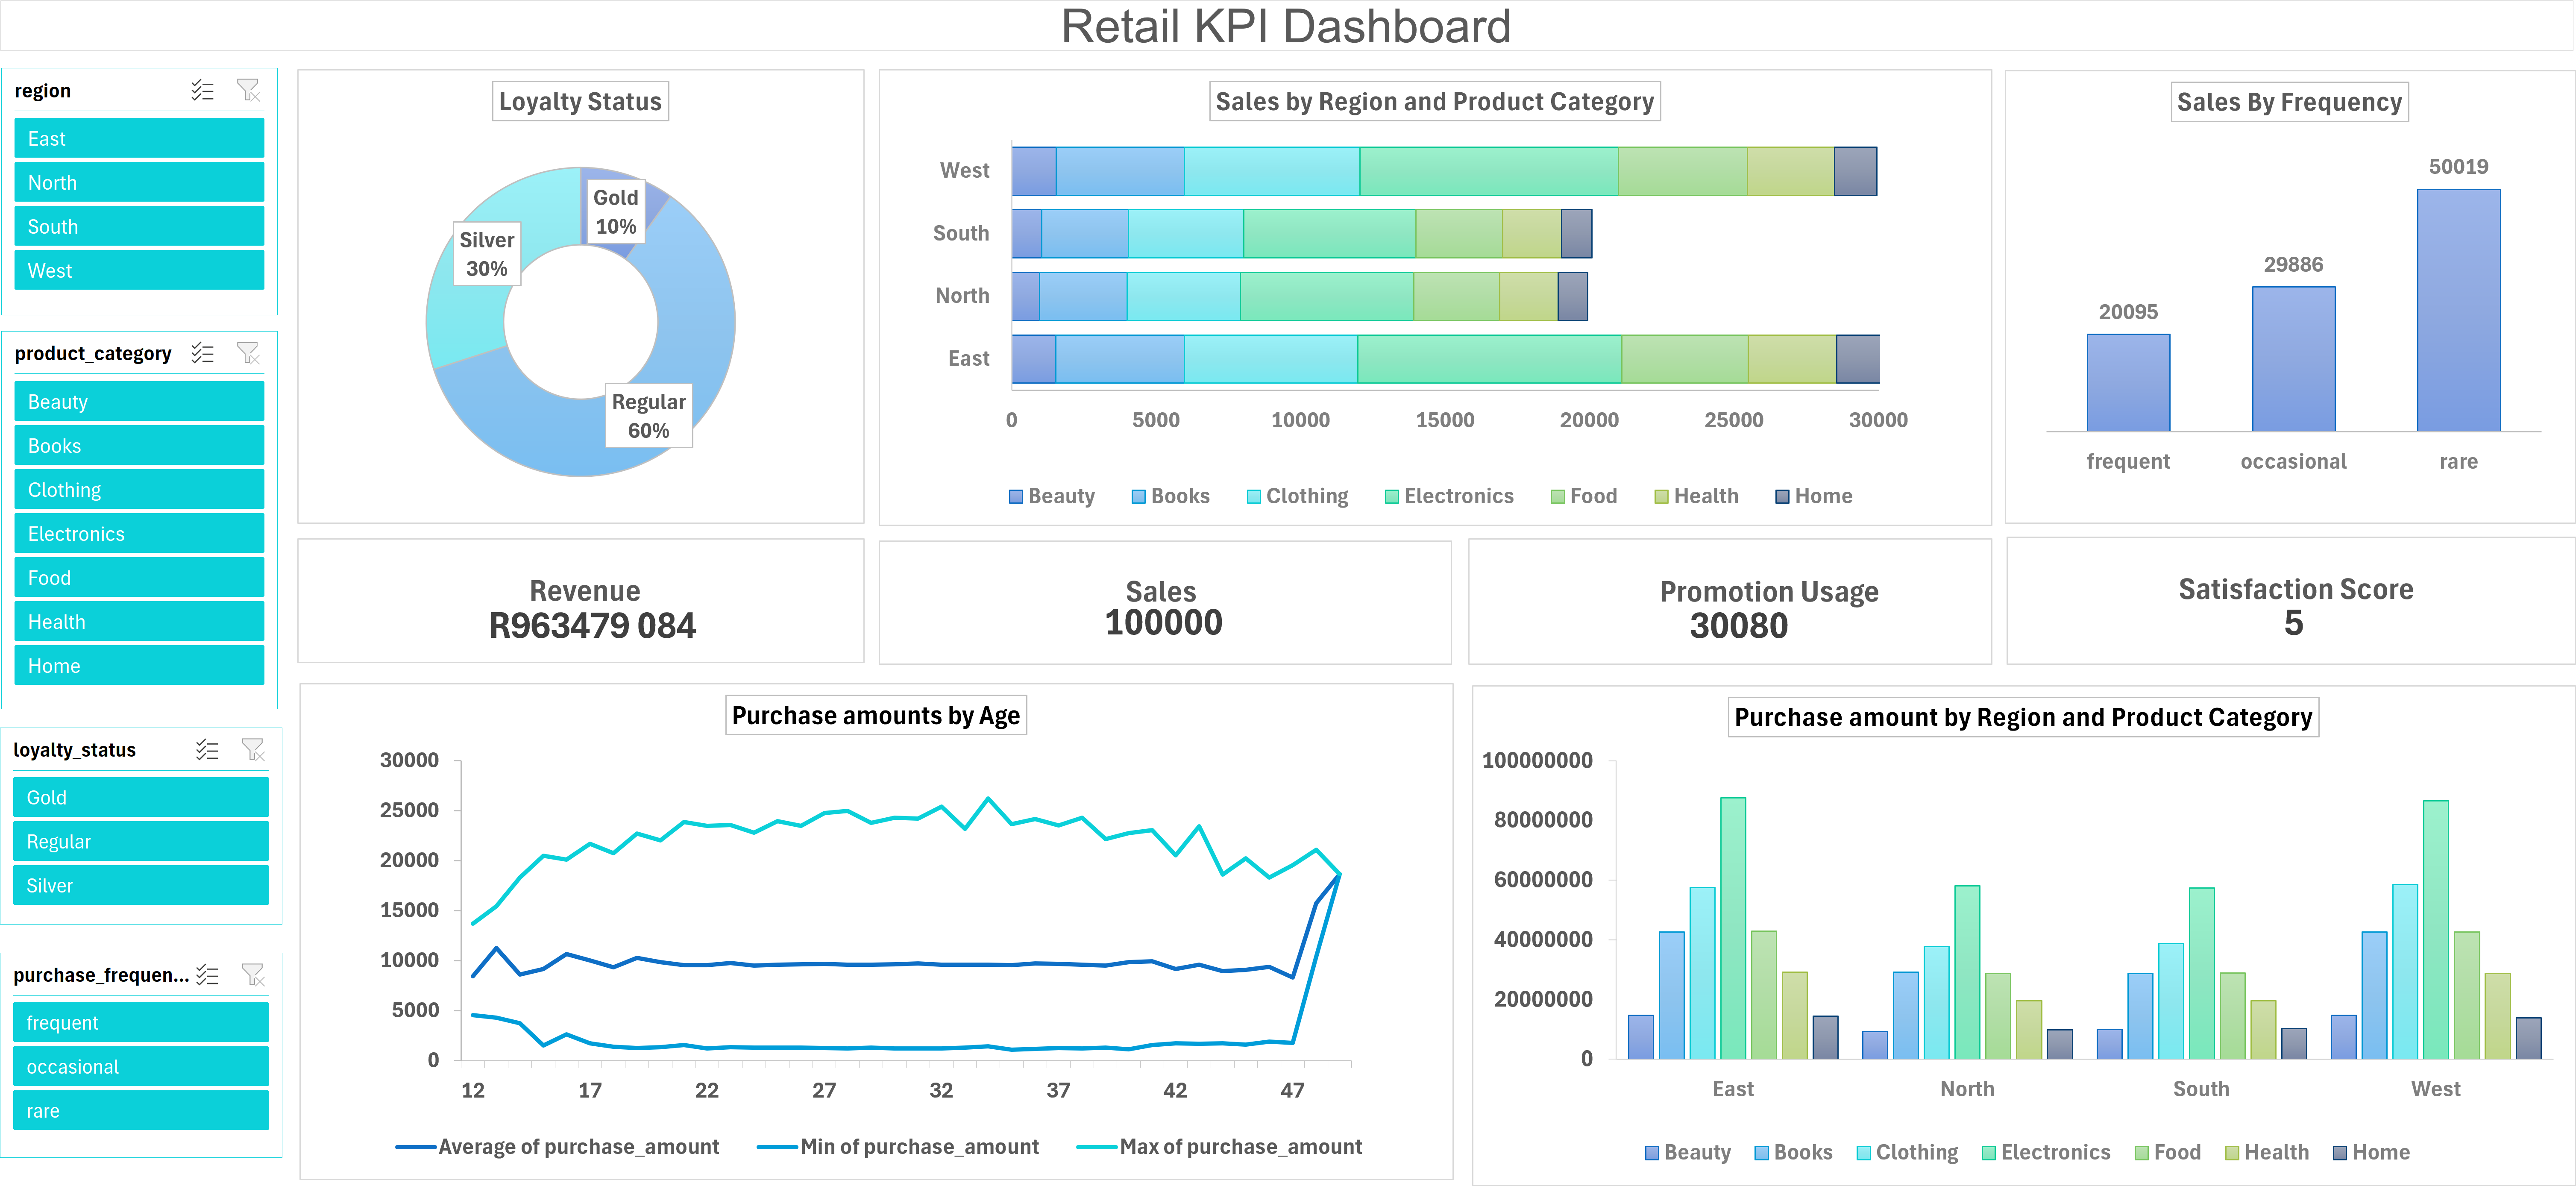 Retail KPI Dashboard
region
East
North
South
West
product_category
Beauty
Books
Clothing
Electronics
Food
Health
Home
loyalty_status
Gold
Regular
Silver
purchase_frequen...
frequent
occasional
rare
Loyalty Status
Gold
10%
Silver
30%
Regular
60%
Sales by Region and Product Category
West
South
North
East
0 5000 10000 15000 20000 25000 30000
Beauty Books Clothing Electronics Food Health Home
Sales By Frequency
50019
29886
20095
frequent occasional rare
Revenue
R963479 084
Sales
100000
Promotion Usage
30080
Satisfaction Score
5
Purchase amounts by Age
30000
25000
20000
15000
10000
5000
0
12 17 22 27 32 37 42 47
Average of purchase_amount Min of purchase_amount Max of purchase_amount
Purchase amount by Region and Product Category
100000000
80000000
60000000
40000000
20000000
0
East North South West
Beauty Books Clothing Electronics Food Health Home